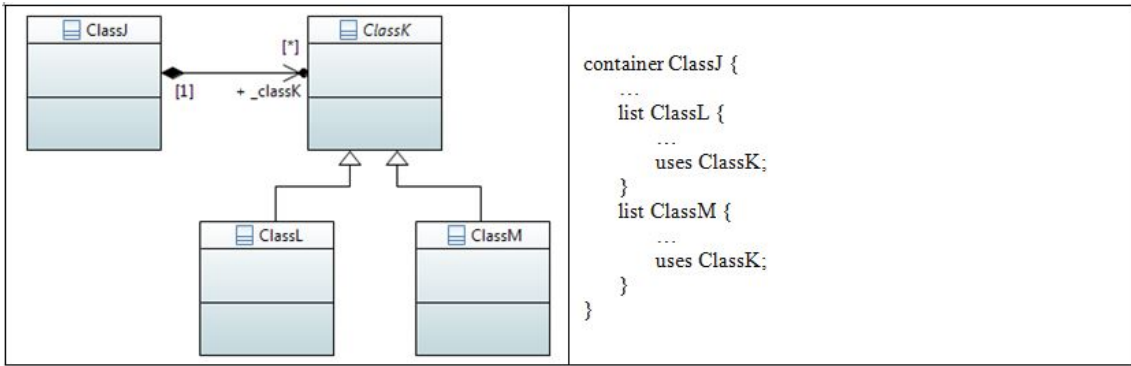 ClassJ
ClassK
[*]
[1]
+ _classK
ClassL
ClassM
container ClassJ {
…
list ClassL {
…
uses ClassK;
}
list ClassM {
…
uses ClassK;
}
}